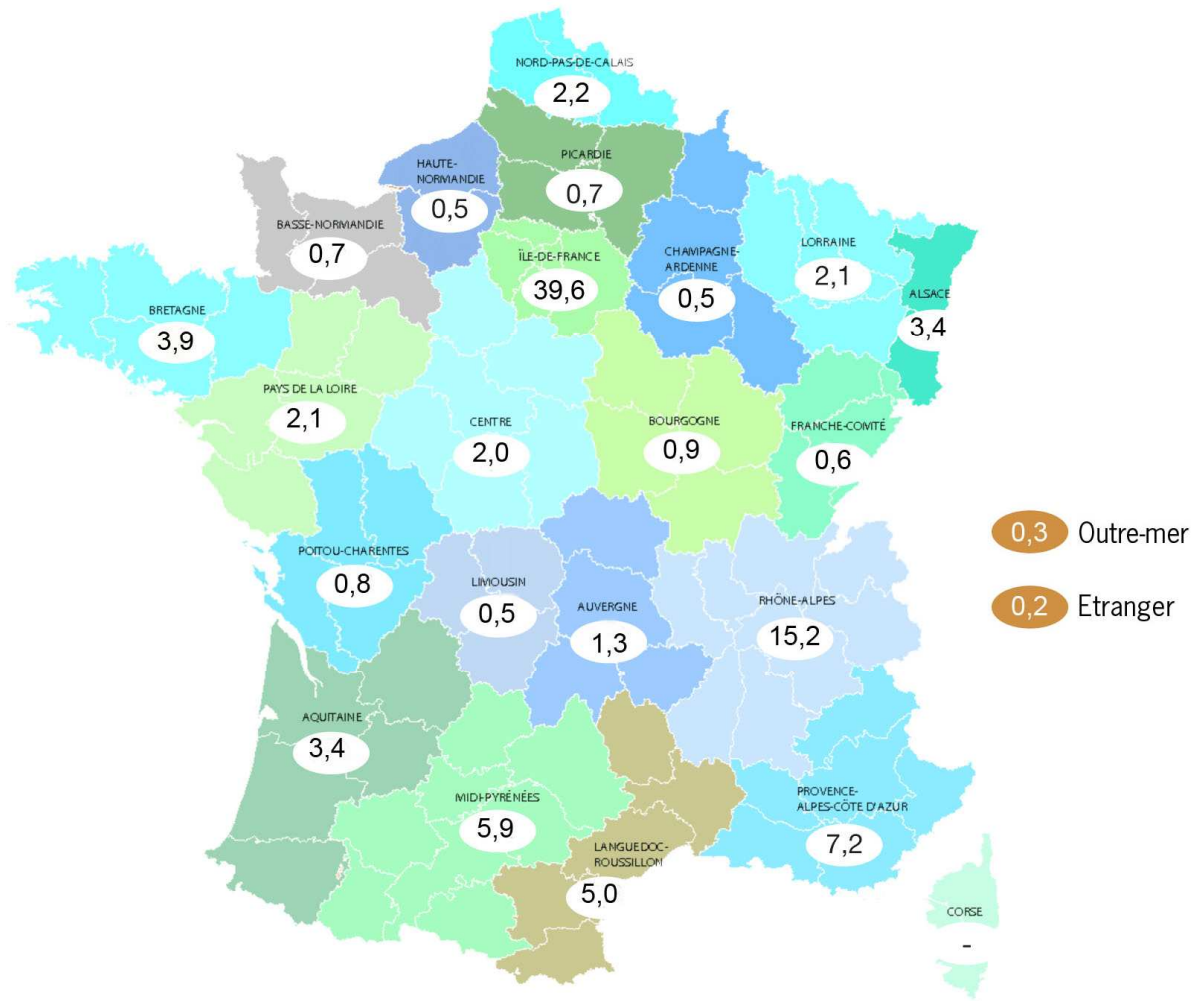 NORD-PAS-DE-CALAIS
2,2
PICARDIE
0,7
HAUTE-
NORMANDIE
0,5
BASSE-NORMANDIE
0,7
ÎLE-DE-FRANCE
39,6
CHAMPAGNE-
ARDENNE
0,5
LORRAINE
2,1
ALSACE
3,4
BRETAGNE
3,9
PAYS DE LA LOIRE
2,1
CENTRE
2,0
BOURGOGNE
0,9
FRANCHE-COMTÉ
0,6
POITOU-CHARENTES
0,8
LIMOUSIN
0,5
AUVERGNE
1,3
RHÔNE-ALPES
15,2
0,3 Outre-mer
0,2 Etranger
AQUITAINE
3,4
MIDI-PYRÉNÉES
5,9
LANGUEDOC-
ROUSSILLON
5,0
PROVENCE-
ALPES-CÔTE D'AZUR
7,2
CORSE
-